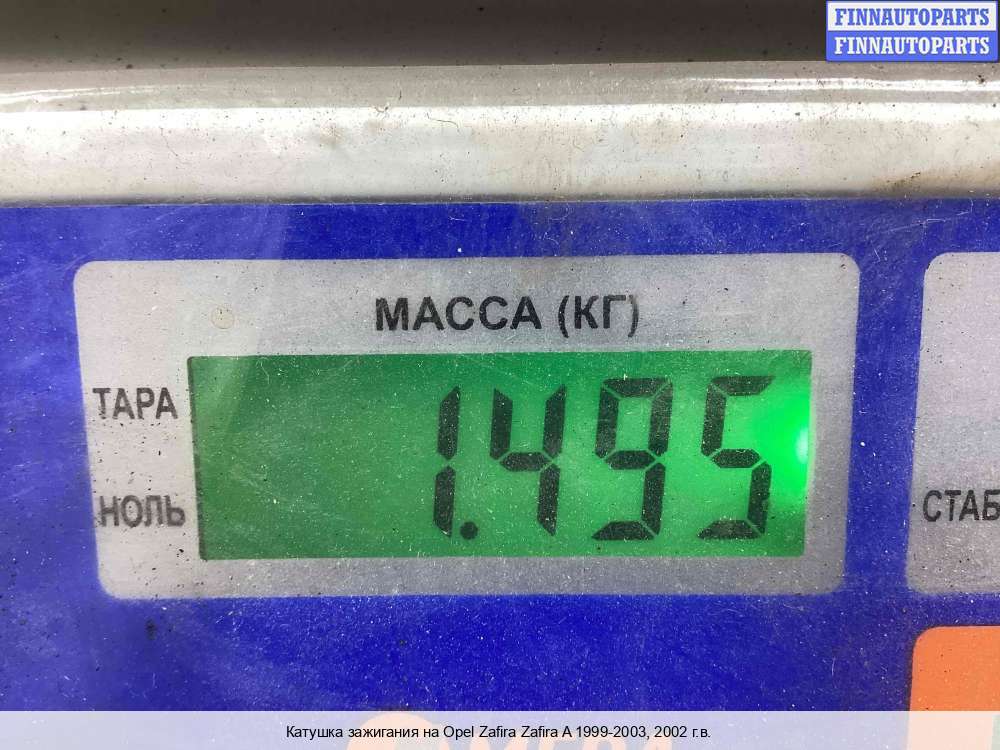 FINNAUTOPARTS
FINNAUTOPARTS
МАССА (КГ)
ТАРА
1.495
НОЛЬ
СТАБ
Катушка зажигания на Opel Zafira Zafira A 1999-2003, 2002 г.в.